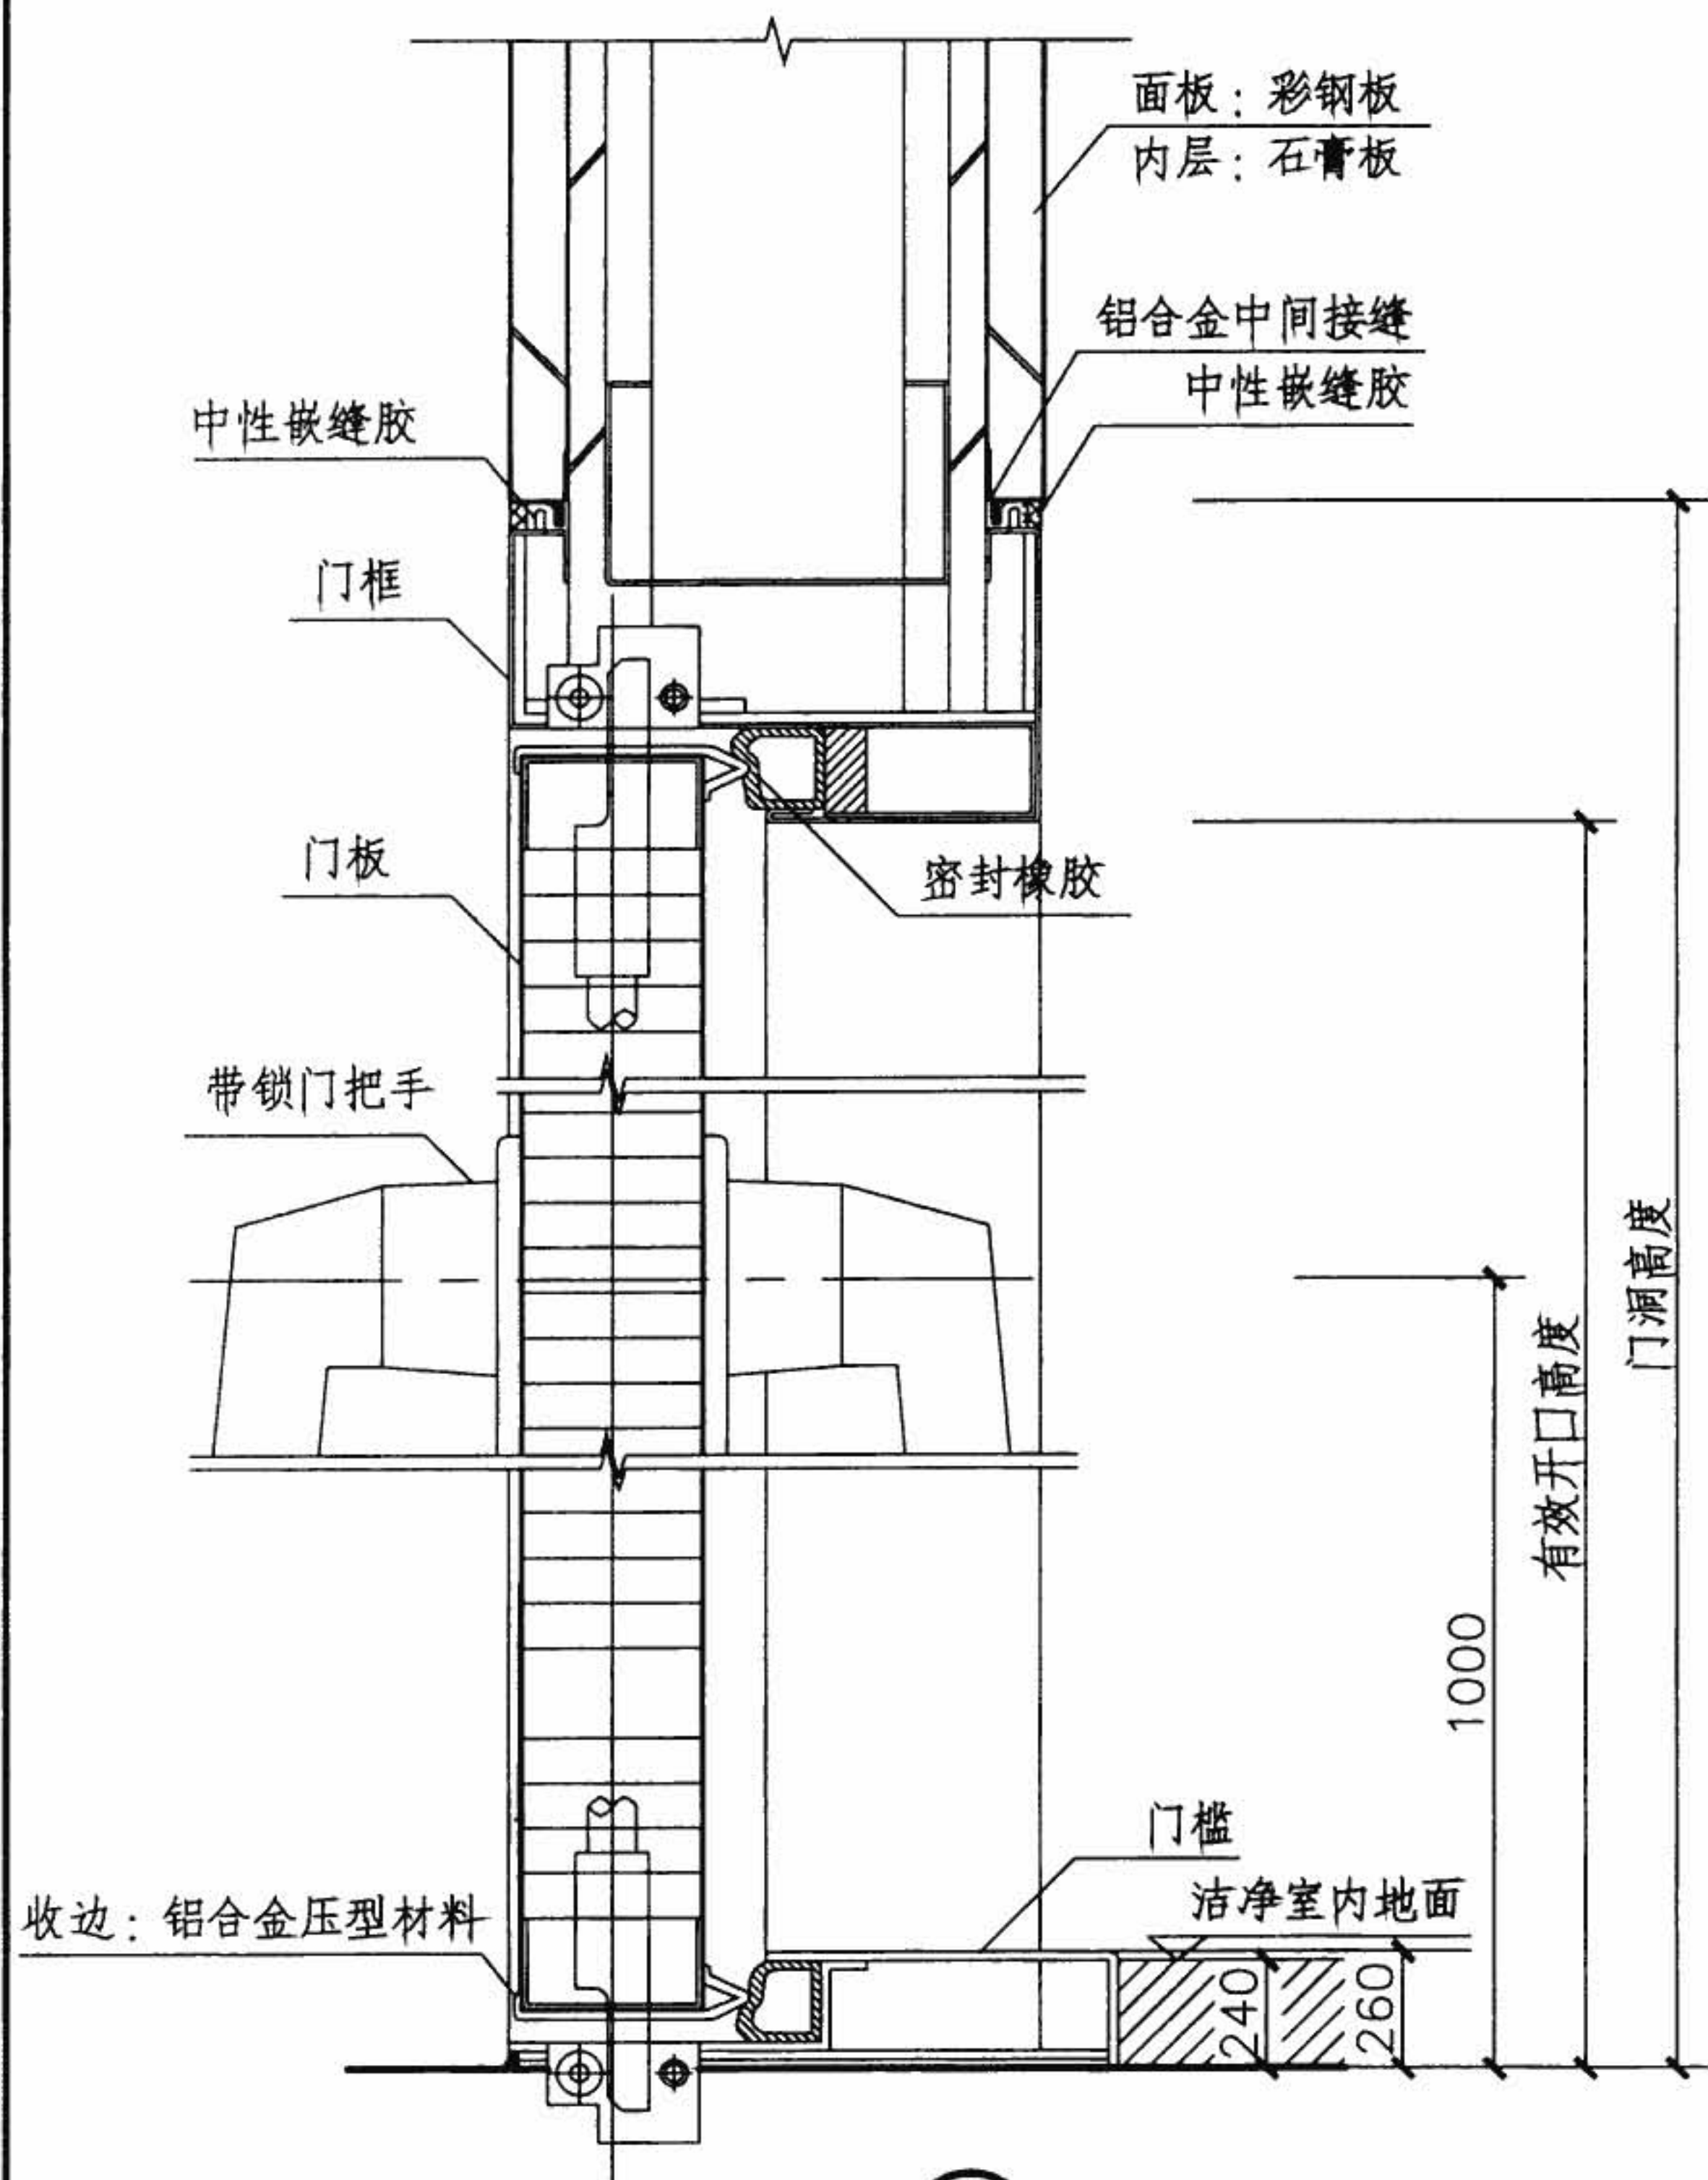 面板：彩钢板
内层：石膏板
铝合金中间接缝
中性嵌缝胶
中性嵌缝胶
门框
门板
密封橡胶
带锁门把手
门洞高度
有效开口高度
1000
门槛
洁净室内地面
收边：铝合金压型材料
240
260